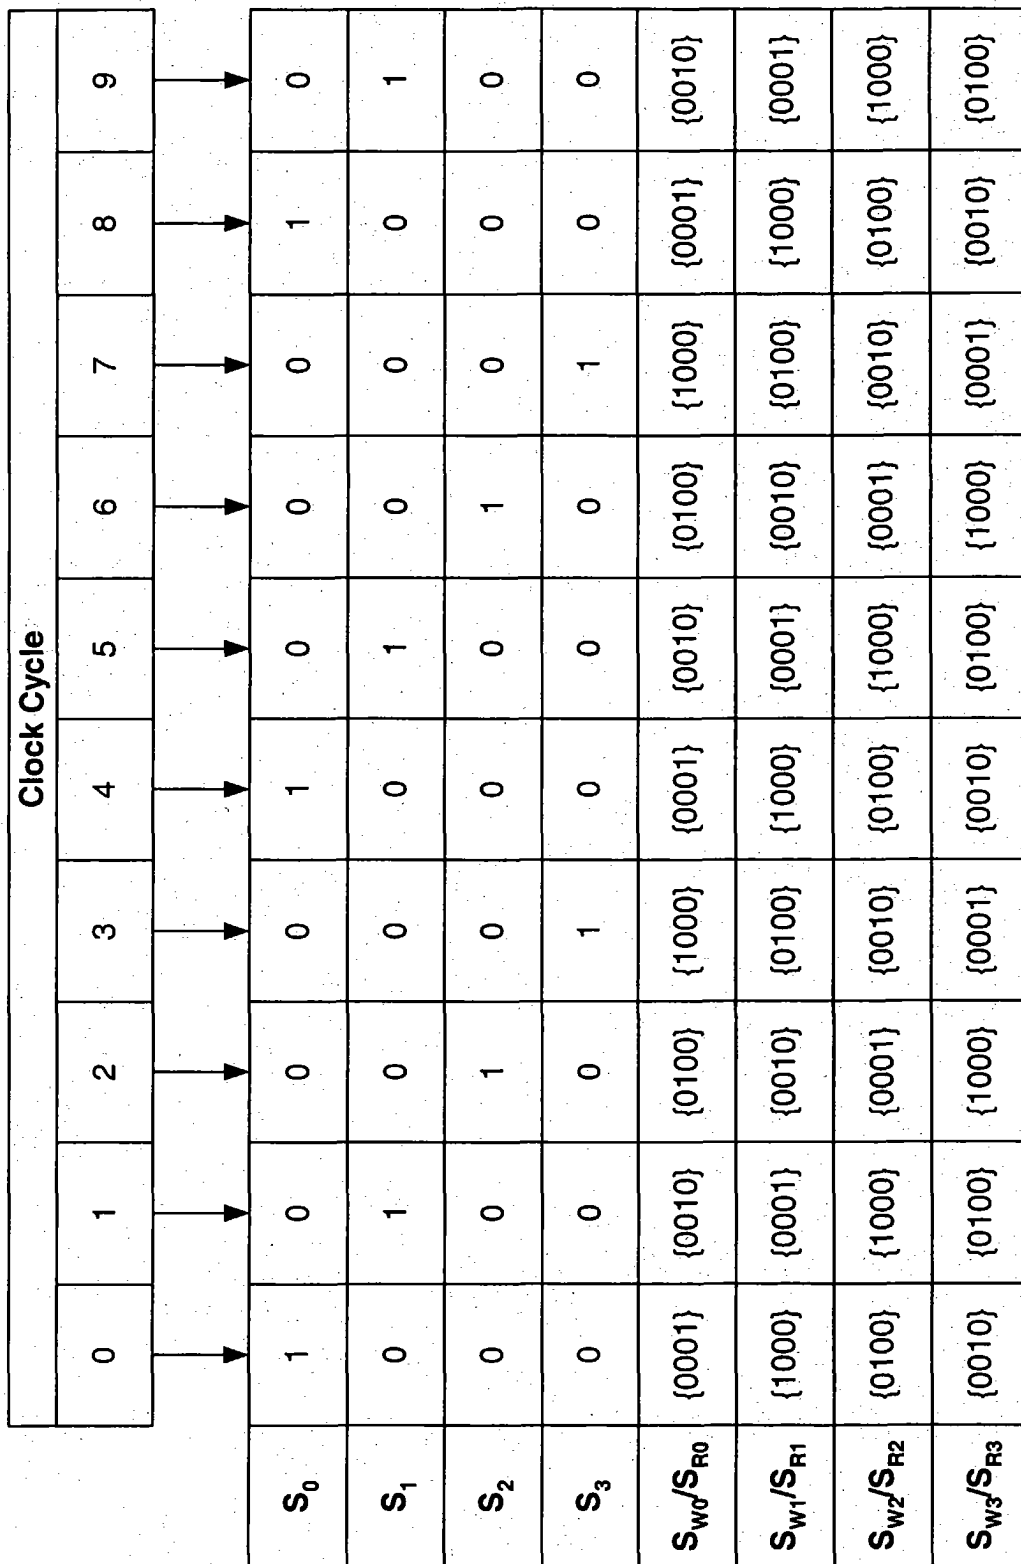 Clock Cycle
0 1 2 3 4 5 6 7 8 9
S0 1 0 0 0 1 0 0 0 1 0
S1 0 1 0 0 0 1 0 0 0 1
S2 0 0 1 0 0 0 1 0 0 0
S3 0 0 0 1 0 0 0 1 0 0
SW0/SR0 {0001} {0010} {0100} {1000} {0001} {0010} {0100} {1000} {0001} {0010}
SW1/SR1 {1000} {0001} {0010} {0100} {1000} {0001} {0010} {0100} {1000} {0001}
SW2/SR2 {0100} {1000} {0001} {0010} {0100} {1000} {0001} {0010} {0100} {1000}
SW3/SR3 {0010} {0100} {1000} {0001} {0010} {0100} {1000} {0001} {0010} {0100}